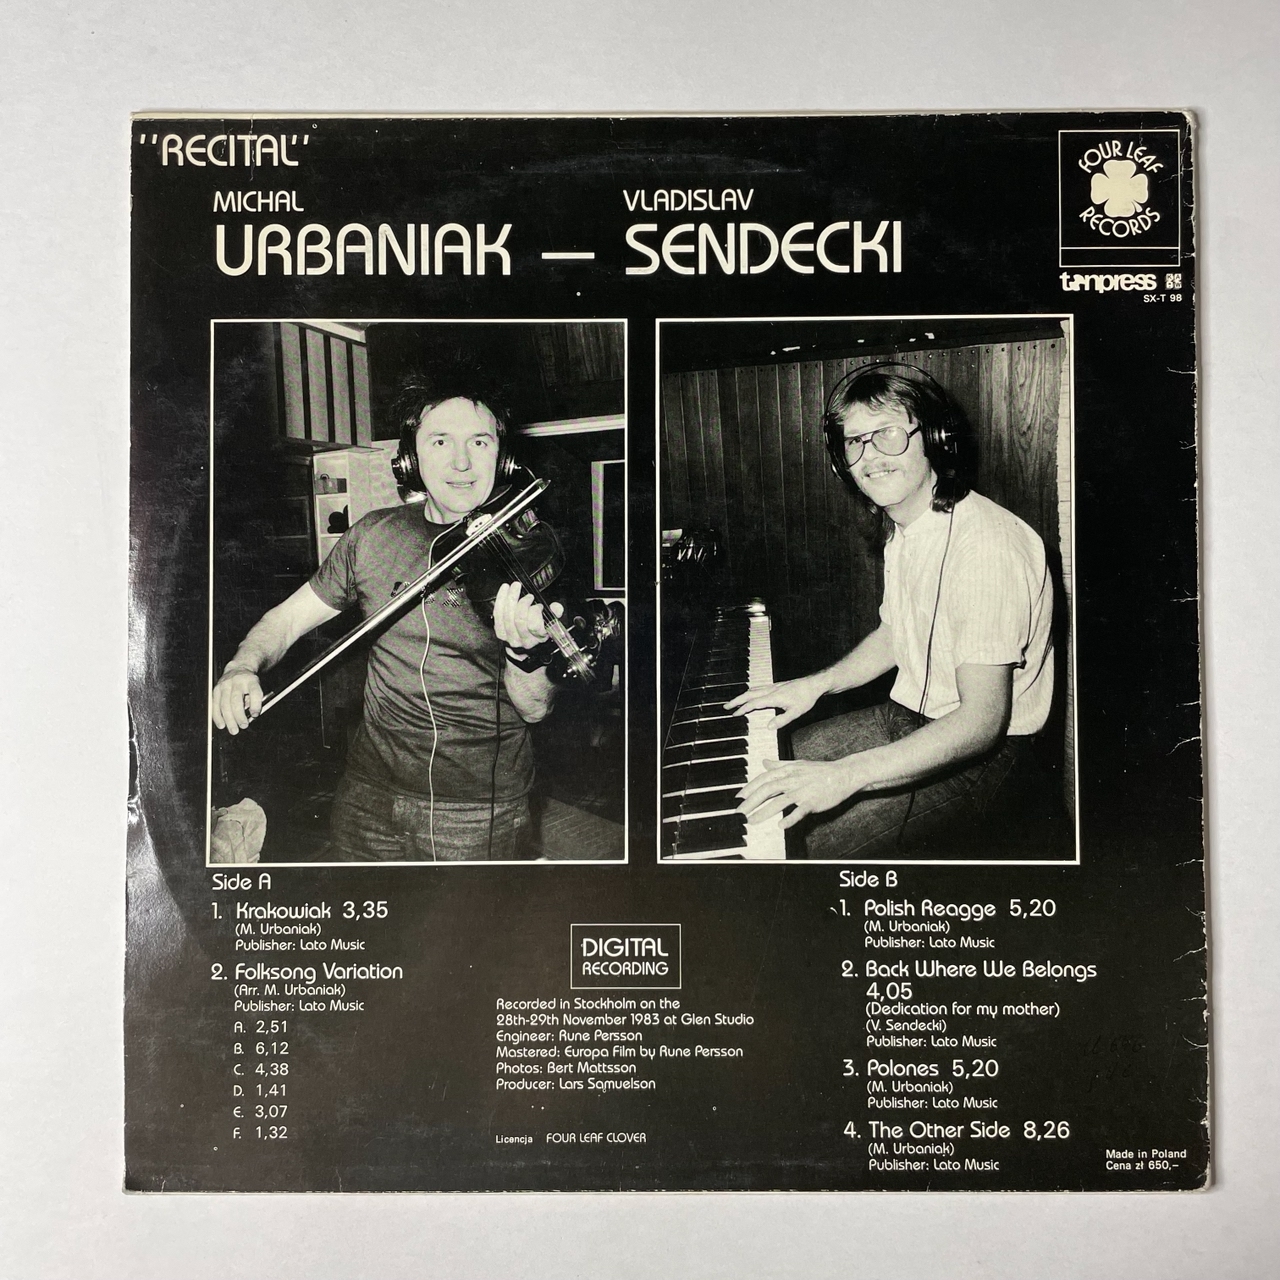 "RECITAL"
MICHAL
URBANIAK —
VLADISLAV
SENDECKI
FOUR LEAF
RECORDS
tonpress
SX-T 98
Side A
1. Krakowiak 3,35
(M. Urbaniak)
Publisher: Lato Music
2. Folksong Variation
(Arr. M. Urbaniak)
Publisher: Lato Music
A. 2,51
B. 6,12
C. 4,38
D. 1,41
E. 3,07
F. 1,32
DIGITAL
RECORDING
Recorded in Stockholm on the
28th-29th November 1983 at Glen Studio
Engineer: Rune Persson
Mastered: Europa Film by Rune Persson
Photos: Bert Mattsson
Producer: Lars Samuelson
Licencja FOUR LEAF CLOVER
Side B
1. Polish Reagge 5,20
(M. Urbaniak)
Publisher: Lato Music
2. Back Where We Belongs
4,05
(Dedication for my mother)
(V. Sendecki)
Publisher: Lato Music
3. Polones 5,20
(M. Urbaniak)
Publisher: Lato Music
4. The Other Side 8,26
(M. Urbaniak)
Publisher: Lato Music
Made in Poland
Cena zł 650,–